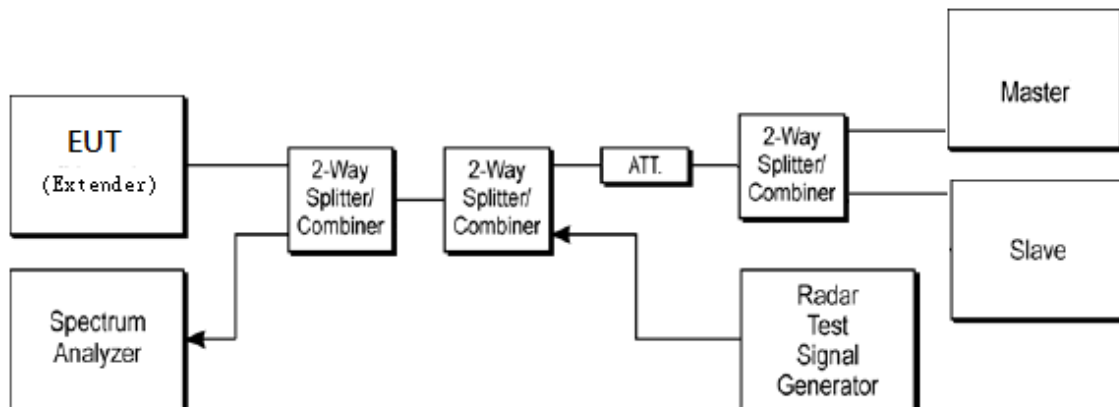 EUT
(Extender)
2-Way
Splitter/
Combiner
2-Way
Splitter/
Combiner
ATT.
2-Way
Splitter/
Combiner
Master
Slave
Spectrum
Analyzer
Radar
Test
Signal
Generator